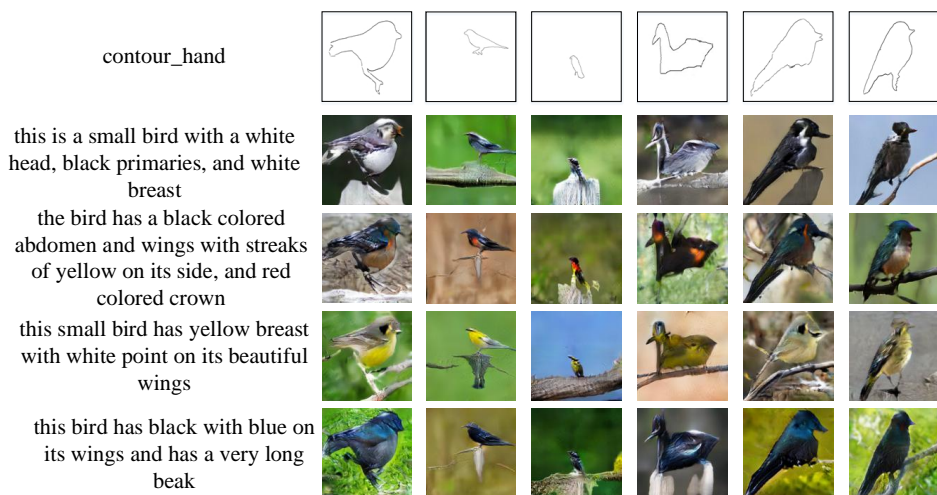 contour_hand
this is a small bird with a white
head, black primaries, and white
breast
the bird has a black colored
abdomen and wings with streaks
of yellow on its side, and red
colored crown
this small bird has yellow breast
with white point on its beautiful
wings
this bird has black with blue on
its wings and has a very long
beak